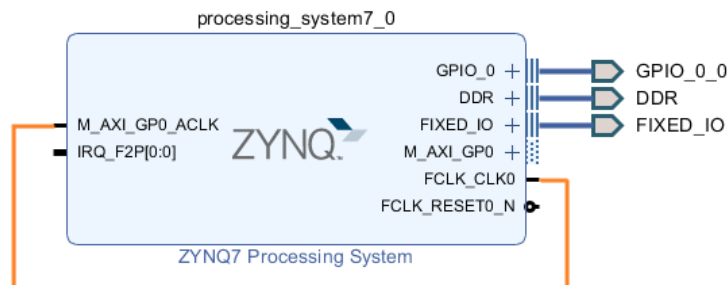 processing_system7_0
GPIO_0
GPIO_0_0
DDR
DDR
M_AXI_GP0_ACLK
FIXED_IO
FIXED_IO
IRQ_F2P[0:0]
ZYNQ
M_AXI_GP0
FCLK_CLK0
FCLK_RESET0_N
ZYNQ7 Processing System